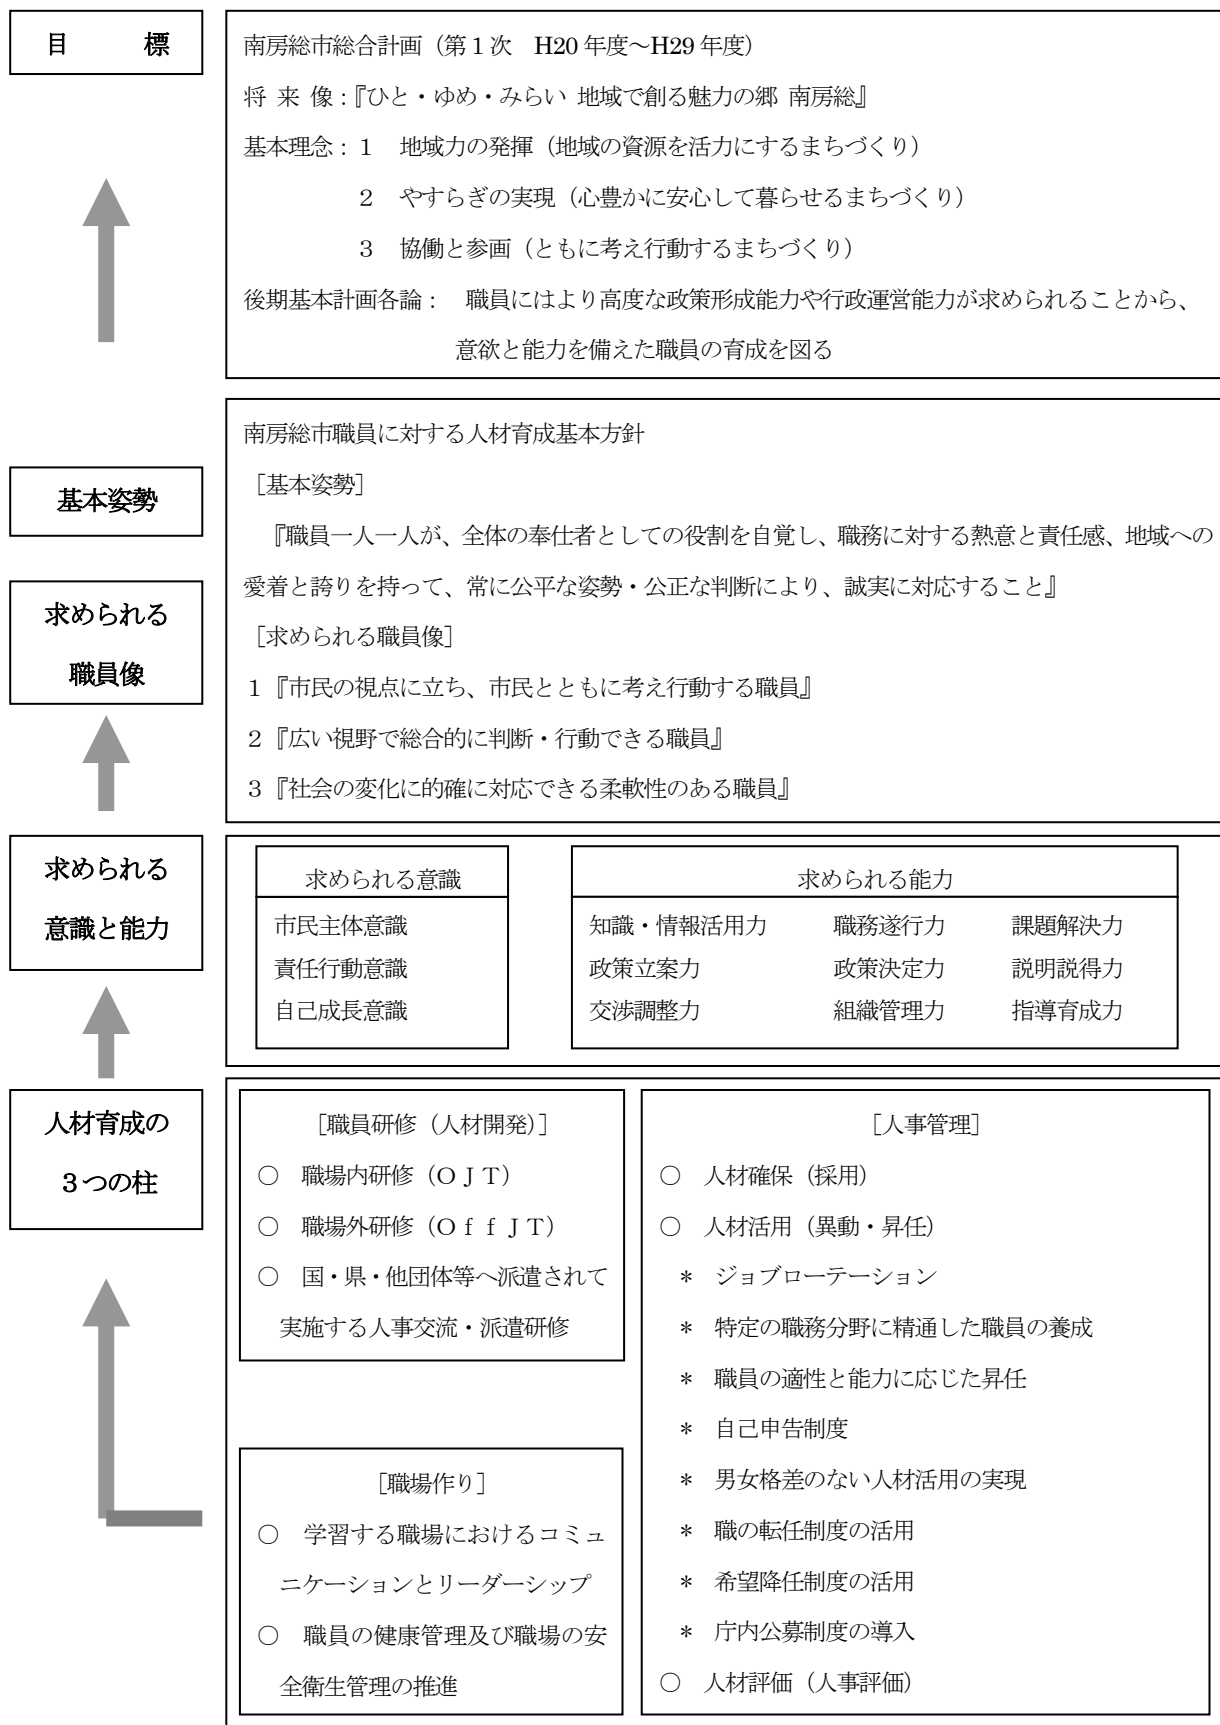 目　　標
南房総市総合計画（第１次　H20 年度～H29 年度）
将 来 像：『ひと・ゆめ・みらい 地域で創る魅力の郷 南房総』
基本理念：１　地域力の発揮（地域の資源を活力にするまちづくり）
２　やすらぎの実現（心豊かに安心して暮らせるまちづくり）
３　協働と参画（ともに考え行動するまちづくり）
後期基本計画各論：　職員にはより高度な政策形成能力や行政運営能力が求められることから、
意欲と能力を備えた職員の育成を図る
基本姿勢
求められる
職員像
南房総市職員に対する人材育成基本方針
［基本姿勢］
『職員一人一人が、全体の奉仕者としての役割を自覚し、職務に対する熱意と責任感、地域への
愛着と誇りを持って、常に公平な姿勢・公正な判断により、誠実に対応すること』
［求められる職員像］
１『市民の視点に立ち、市民とともに考え行動する職員』
２『広い視野で総合的に判断・行動できる職員』
３『社会の変化に的確に対応できる柔軟性のある職員』
求められる
意識と能力
求められる意識
市民主体意識
責任行動意識
自己成長意識
求められる能力
知識・情報活用力　職務遂行力　課題解決力
政策立案力　政策決定力　説明説得力
交渉調整力　組織管理力　指導育成力
人材育成の
３つの柱
［職員研修（人材開発）］
○　職場内研修（ＯＪＴ）
○　職場外研修（ＯｆｆＪＴ）
○　国・県・他団体等へ派遣されて
実施する人事交流・派遣研修
［職場作り］
○　学習する職場におけるコミュ
ニケーションとリーダーシップ
○　職員の健康管理及び職場の安
全衛生管理の推進
［人事管理］
○　人材確保（採用）
○　人材活用（異動・昇任）
＊　ジョブローテーション
＊　特定の職務分野に精通した職員の養成
＊　職員の適性と能力に応じた昇任
＊　自己申告制度
＊　男女格差のない人材活用の実現
＊　職の転任制度の活用
＊　希望降任制度の活用
＊　庁内公募制度の導入
○　人材評価（人事評価）